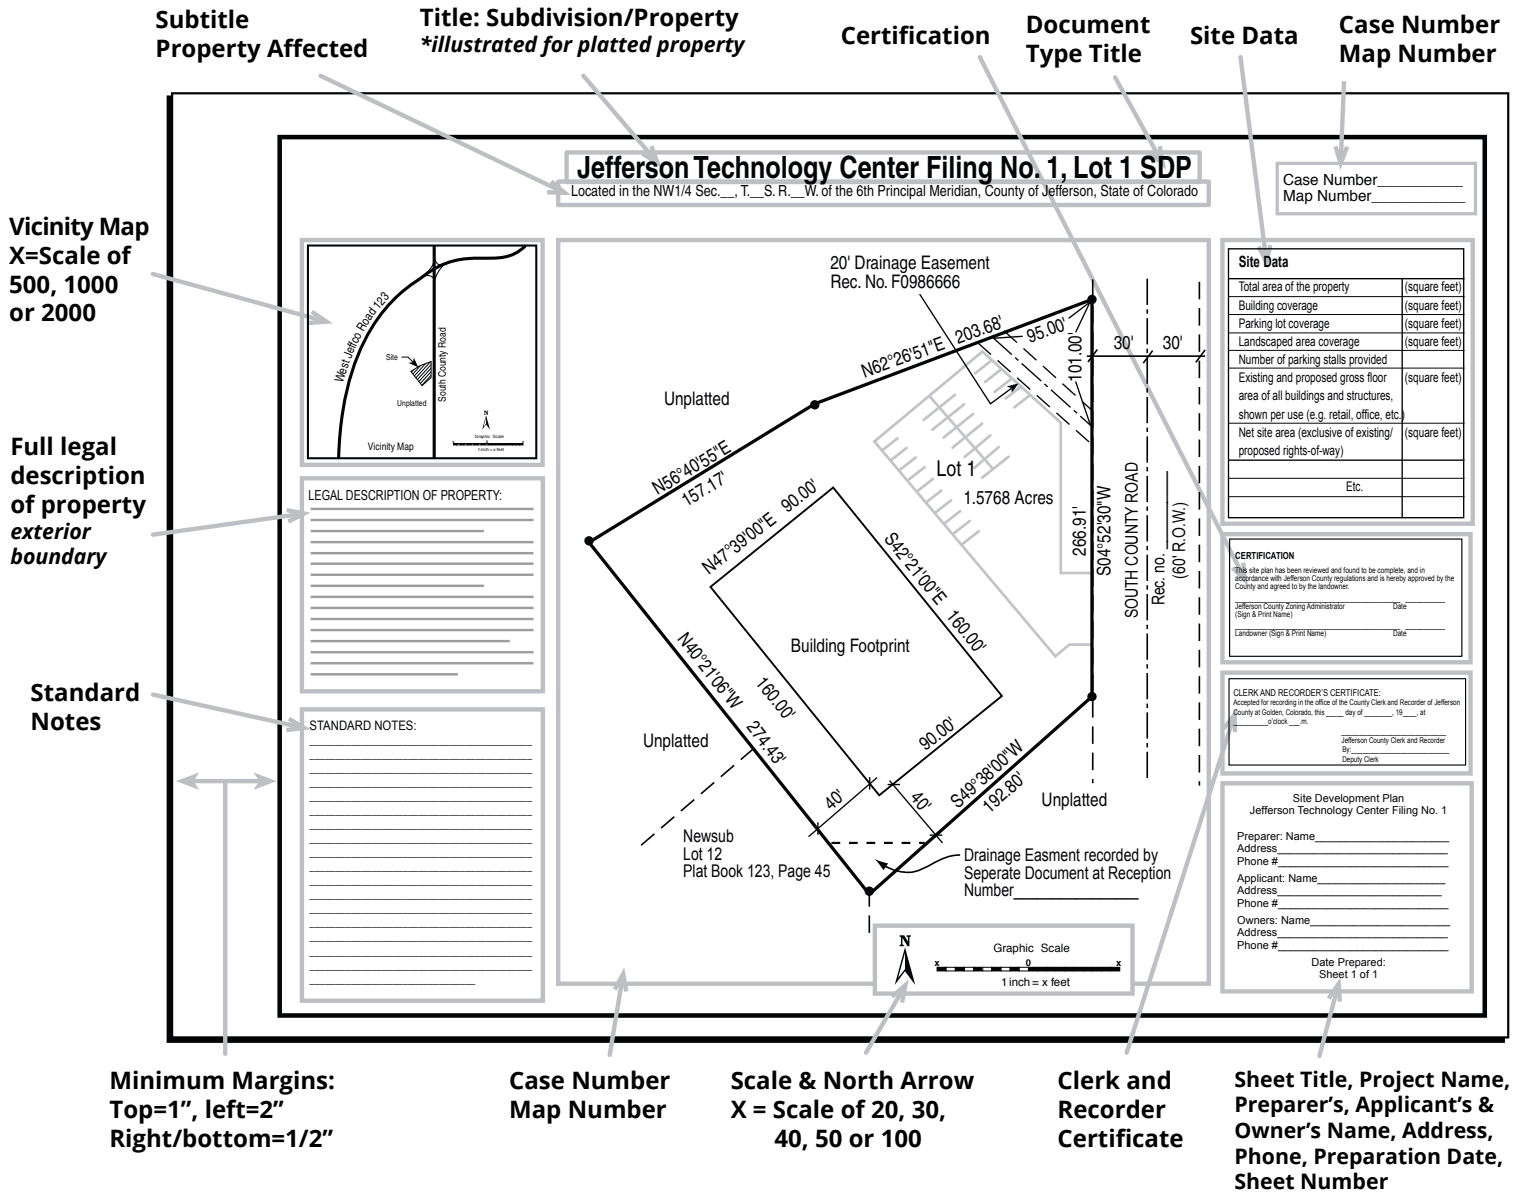 Subtitle
Property Affected
Title: Subdivision/Property
*illustrated for platted property
Certification
Document
Type Title
Site Data
Case Number
Map Number
Jefferson Technology Center Filing No. 1, Lot 1 SDP
Located in the NW1/4 Sec.__, T.__S. R.__W. of the 6th Principal Meridian, County of Jefferson, State of Colorado
Case Number__________
Map Number___________
Vicinity Map
X=Scale of
500, 1000
or 2000
West Jeffco Road 123
South County Road
Site
Unplatted
N
Graphic Scale
1 inch = x feet
Vicinity Map
Full legal
description
of property
exterior
boundary
LEGAL DESCRIPTION OF PROPERTY:
Standard
Notes
STANDARD NOTES:
20' Drainage Easement
Rec. No. F0986666
N62°26'51"E 203.68'
95.00'
101.00'
30' 30'
Unplatted
N56°40'55"E
157.17'
Lot 1
1.5768 Acres
N47°39'00"E 90.00'
S42°21'00"E 160.00'
266.91'
S04°52'30"W
SOUTH COUNTY ROAD
Rec. no. ________
(60' R.O.W.)
Building Footprint
N40°21'06"W 274.43'
160.00'
90.00'
Unplatted
S49°38'00"W
192.80'
40'
40'
Unplatted
Newsub
Lot 12
Plat Book 123, Page 45
Drainage Easment recorded by
Seperate Document at Reception
Number__________________
N
Graphic Scale
x 0 x
1 inch = x feet
Site Data
Total area of the property (square feet)
Building coverage (square feet)
Parking lot coverage (square feet)
Landscaped area coverage (square feet)
Number of parking stalls provided
Existing and proposed gross floor (square feet)
area of all buildings and structures,
shown per use (e.g. retail, office, etc.)
Net site area (exclusive of existing/ (square feet)
proposed rights-of-way)
Etc.
CERTIFICATION
This site plan has been reviewed and found to be complete, and in
accordance with Jefferson County regulations and is hereby approved by the
County and agreed to by the landowner.
Jefferson County Zoning Administrator Date
(Sign & Print Name)
Landowner (Sign & Print Name) Date
CLERK AND RECORDER'S CERTIFICATE:
Accepted for recording in the office of the County Clerk and Recorder of Jefferson
County at Golden, Colorado, this _____ day of ________, 19____, at
__________o'clock ___.m.
Jefferson County Clerk and Recorder
By:____________________
Deputy Clerk
Site Development Plan
Jefferson Technology Center Filing No. 1
Preparer: Name____________________
Address____________________
Phone #____________________
Applicant: Name____________________
Address____________________
Phone #____________________
Owners: Name____________________
Address____________________
Phone #____________________
Date Prepared:
Sheet 1 of 1
Minimum Margins:
Top=1”, left=2”
Right/bottom=1/2”
Case Number
Map Number
Scale & North Arrow
X = Scale of 20, 30,
40, 50 or 100
Clerk and
Recorder
Certificate
Sheet Title, Project Name,
Preparer’s, Applicant’s &
Owner’s Name, Address,
Phone, Preparation Date,
Sheet Number